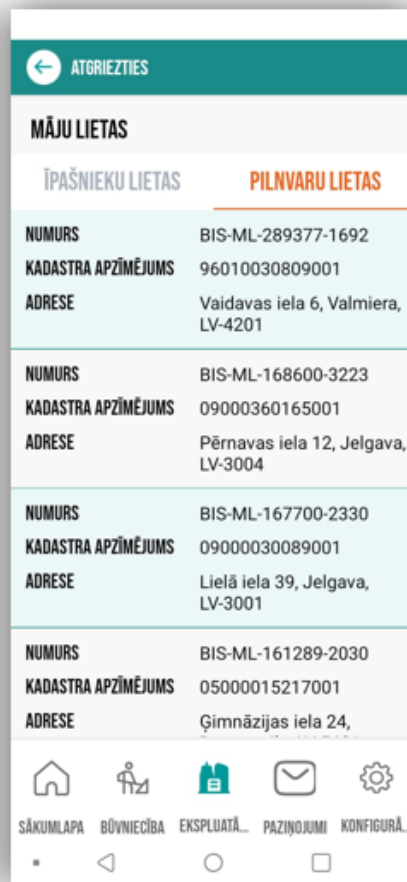 ATGRIEZTIES
MĀJU LIETAS
ĪPAŠNIEKU LIETAS PILNVARU LIETAS
NUMURS BIS-ML-289377-1692
KADASTRA APZĪMĒJUMS 96010030809001
ADRESE Vaidavas iela 6, Valmiera,
LV-4201
NUMURS BIS-ML-168600-3223
KADASTRA APZĪMĒJUMS 09000360165001
ADRESE Pērnavas iela 12, Jelgava,
LV-3004
NUMURS BIS-ML-167700-2330
KADASTRA APZĪMĒJUMS 09000030089001
ADRESE Lielā iela 39, Jelgava,
LV-3001
NUMURS BIS-ML-161289-2030
KADASTRA APZĪMĒJUMS 05000015217001
ADRESE Ģimnāzijas iela 24,
SĀKUMLAPA BŪVNIECĪBA EKSPLUATĀ... PAZIŅOJUMI KONFIGURĀ...